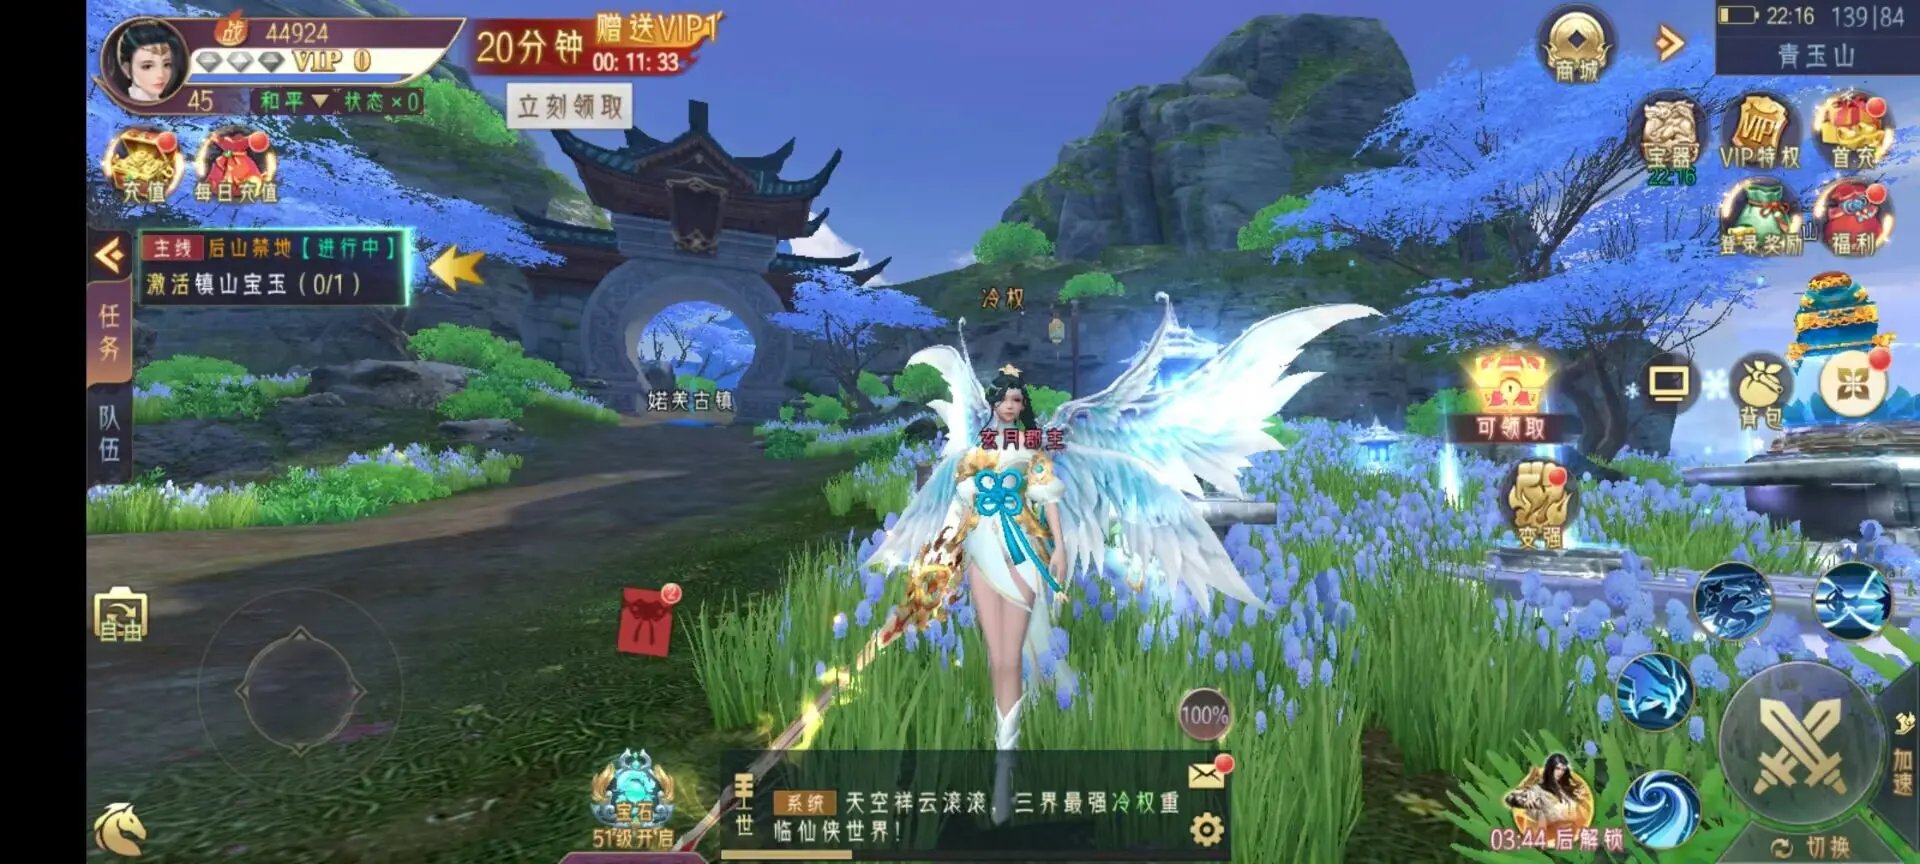 战 44924
VIP 0
45
和平 状态×0
20分钟
赠送VIP1
00:11:33
立刻领取
商城
22:16 139|84
青玉山
充值
每日充值
宝器
22:16
VIP特权
首充
登录奖励
福利
主线 后山禁地【进行中】
激活镇山宝玉(0/1)
任务
队伍
冷权
婼羌古镇
玄月郡主
可领取
背包
变强
自由
2
100%
宝石
51级开启
世
系统 天空祥云滚滚，三界最强冷权重
临仙侠世界！
03:44后解锁
加速
切换